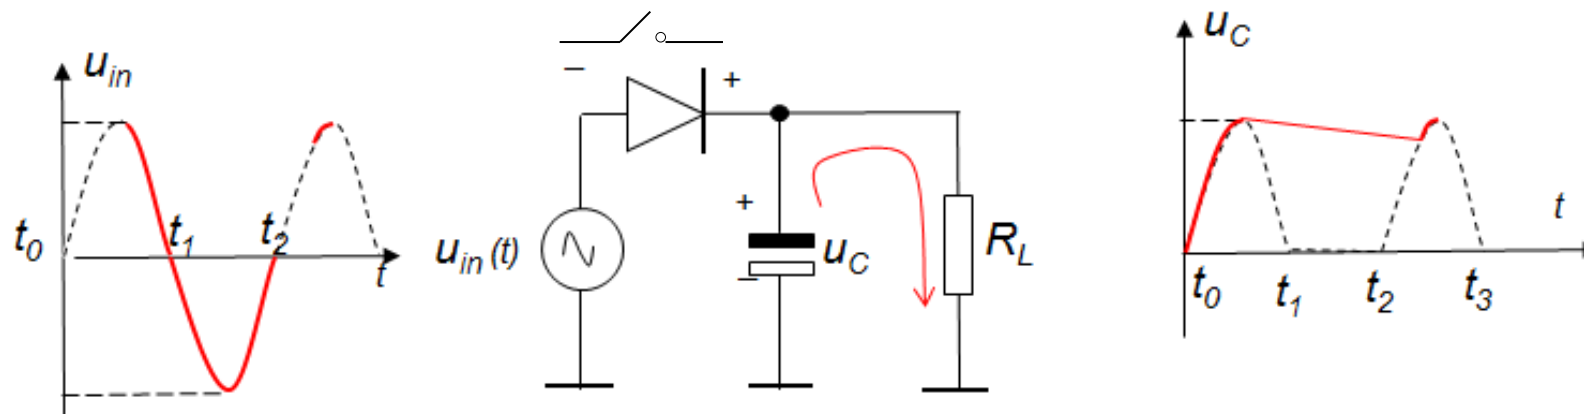 u_in
t_0
t_1
t_2
t
– +
u_in (t)
+
–
u_C
R_L
u_C
t
t_0 t_1 t_2 t_3